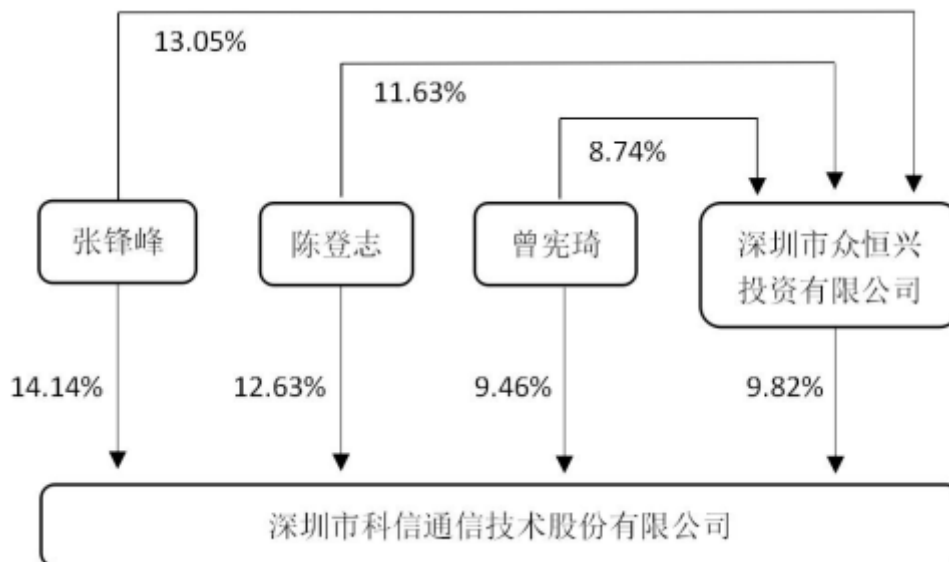 13.05%
11.63%
8.74%
张锋峰
陈登志
曾宪琦
深圳市众恒兴
投资有限公司
14.14%
12.63%
9.46%
9.82%
深圳市科信通信技术股份有限公司